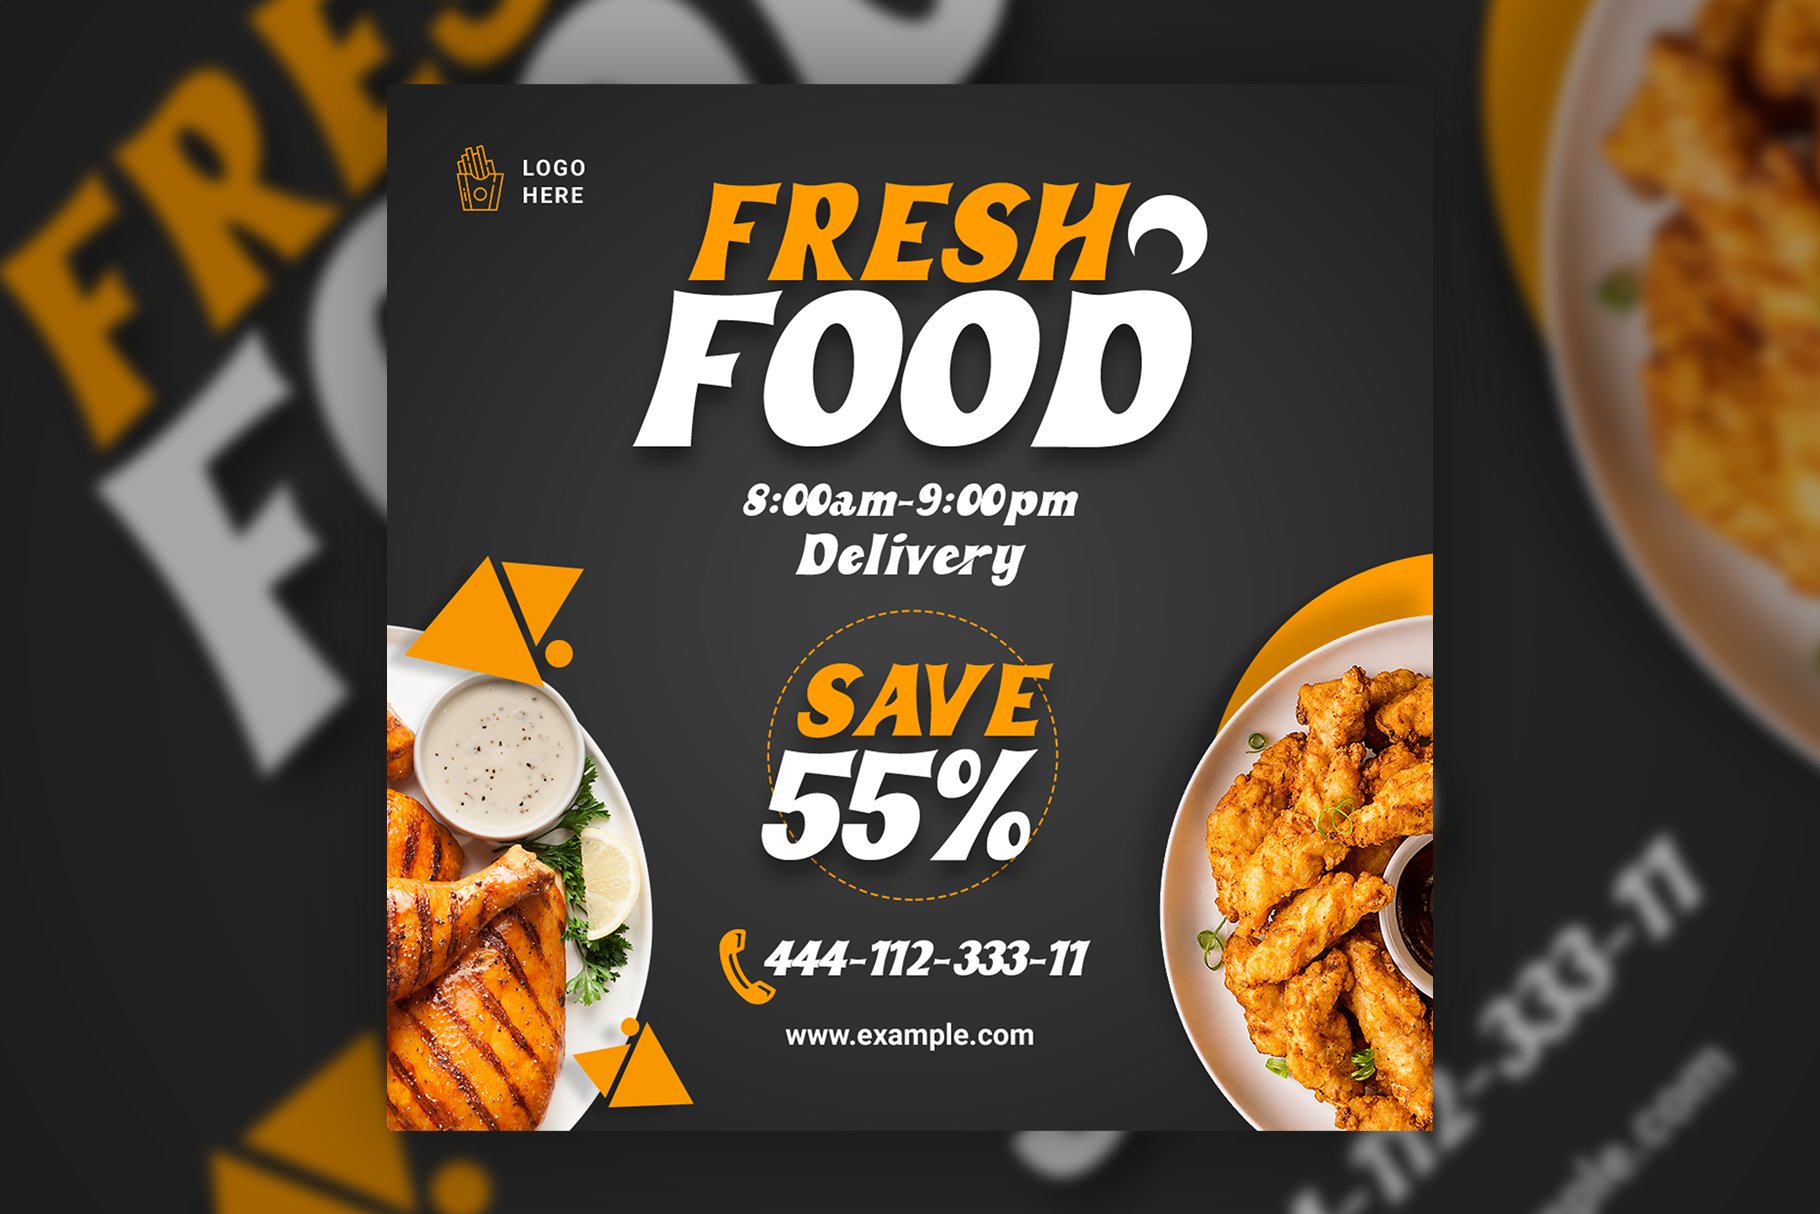 LOGO
HERE
FRESH
FOOD
8:00am-9:00pm
Delivery
SAVE
55%
444-112-333-11
www.example.com